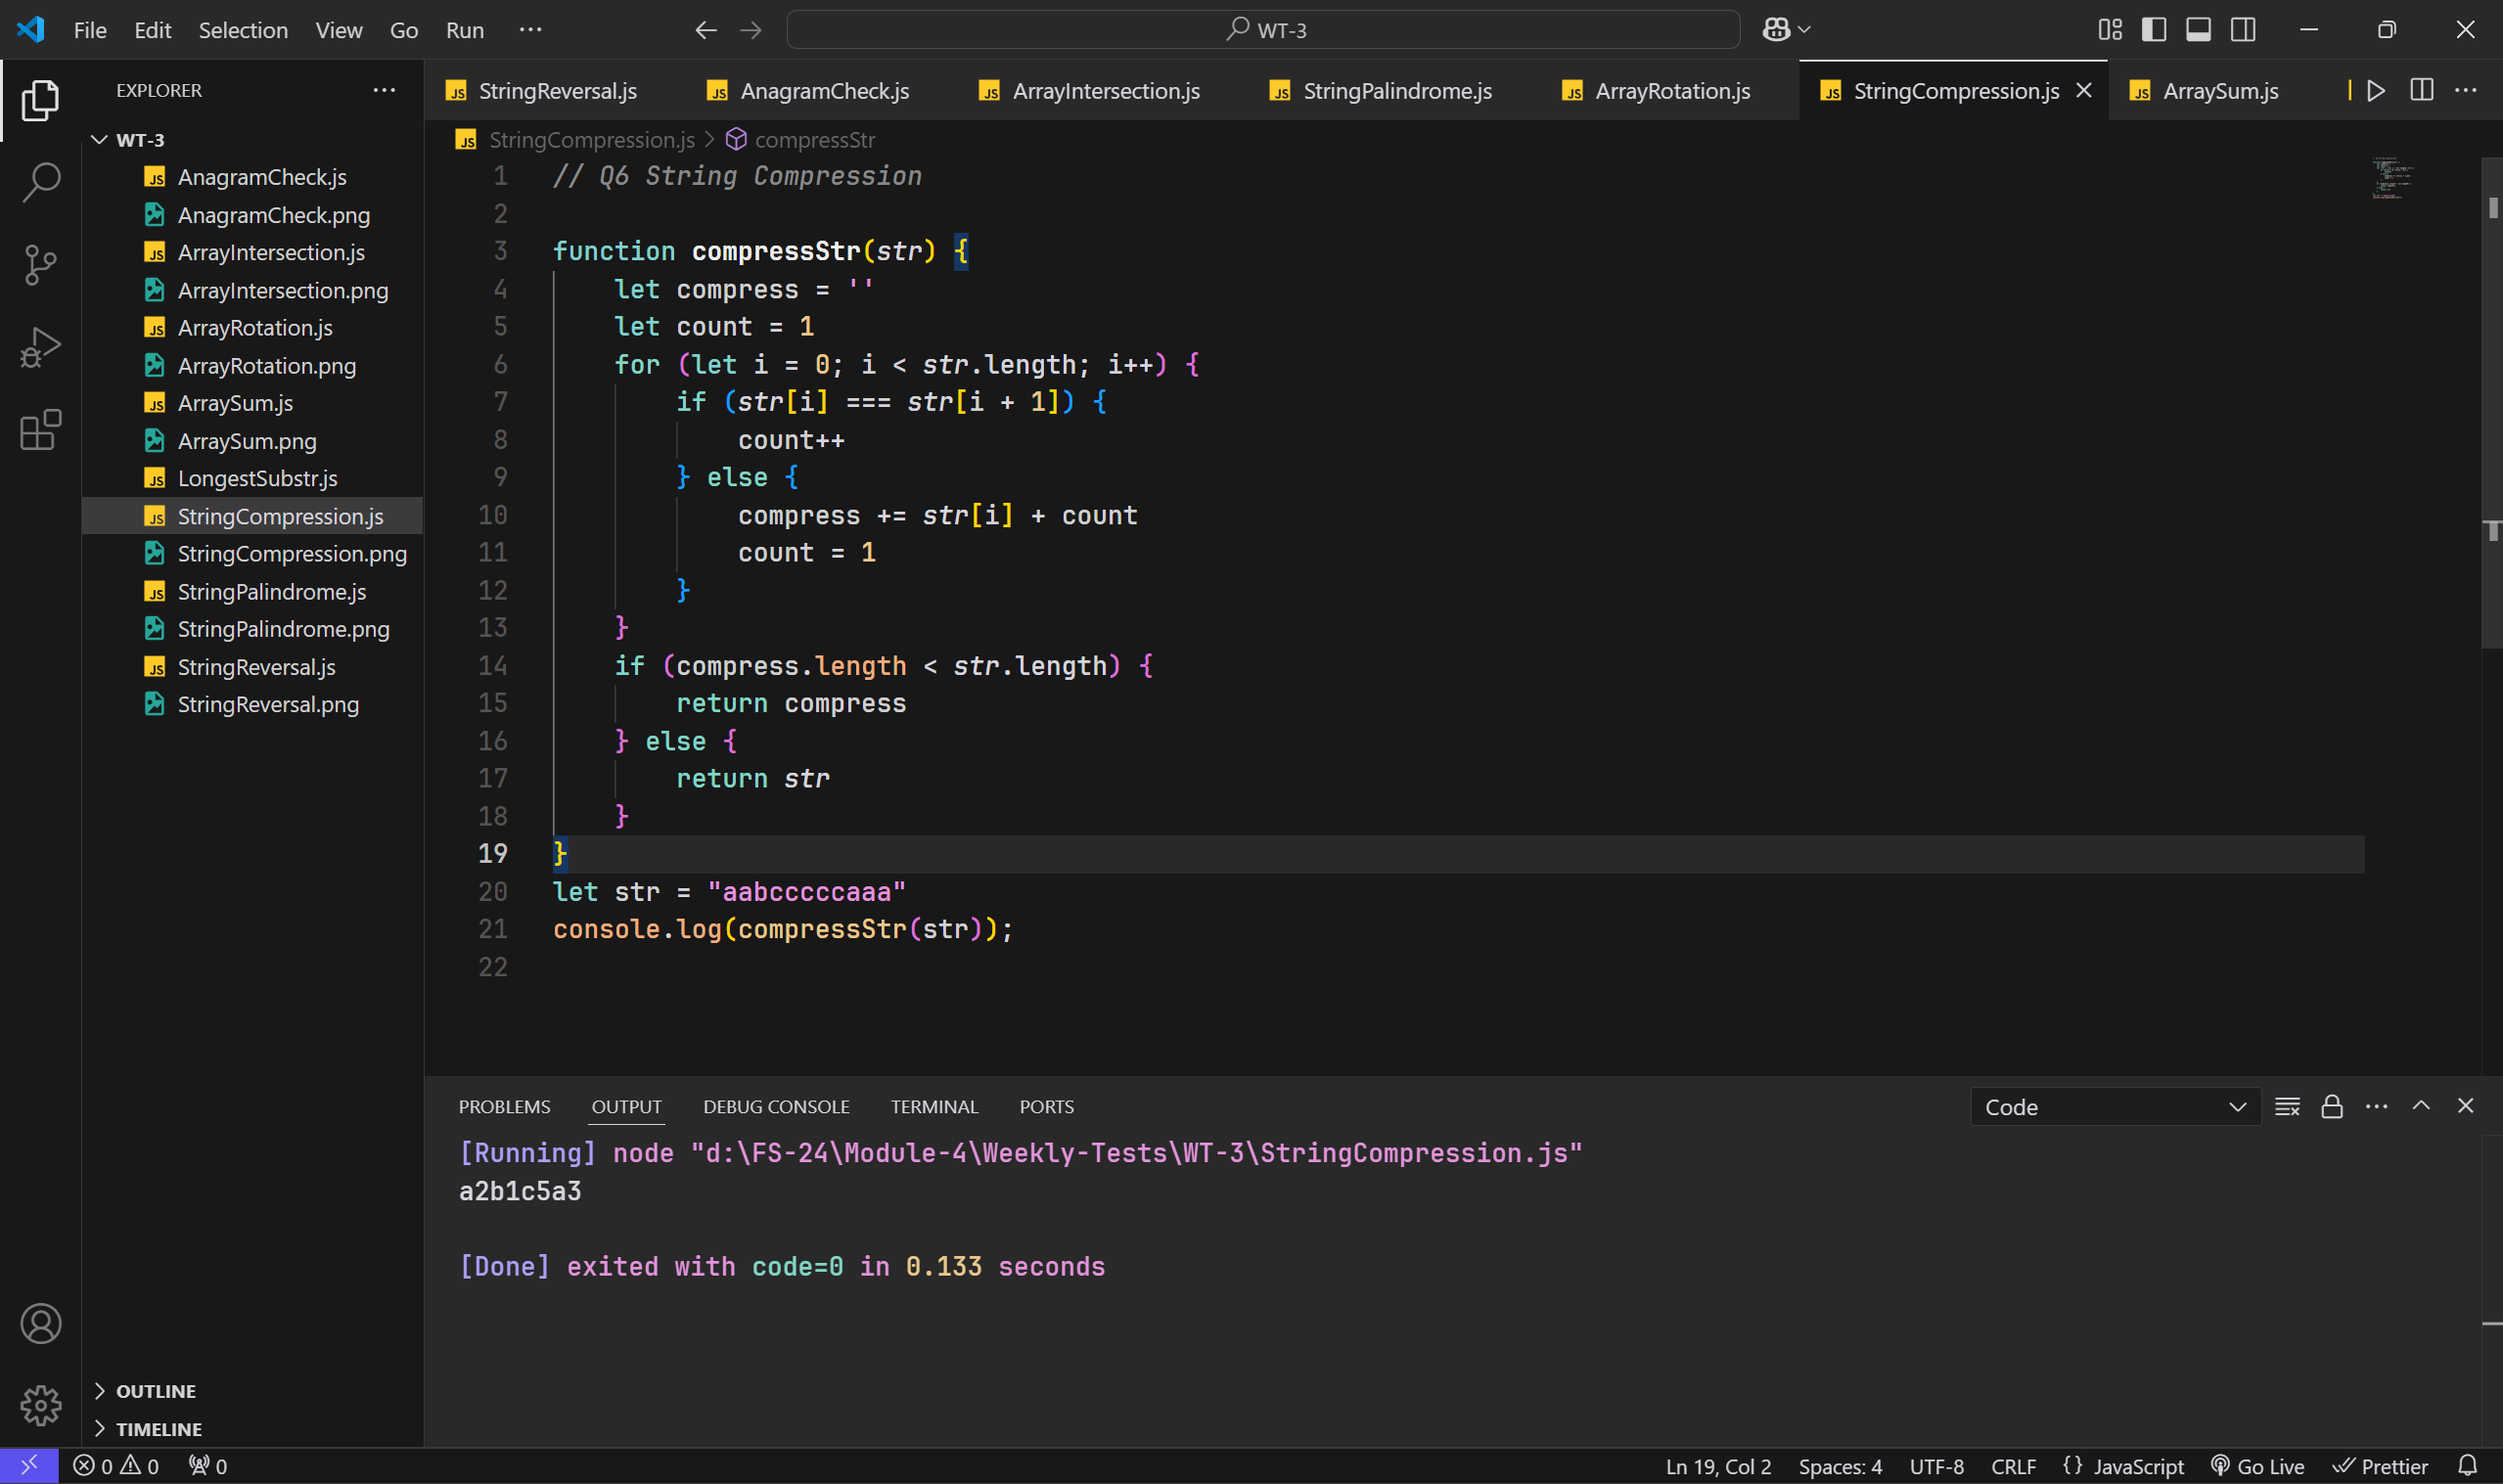 File Edit Selection View Go Run ··· WT-3
EXPLORER ···
WT-3
AnagramCheck.js
AnagramCheck.png
ArrayIntersection.js
ArrayIntersection.png
ArrayRotation.js
ArrayRotation.png
ArraySum.js
ArraySum.png
LongestSubstr.js
StringCompression.js
StringCompression.png
StringPalindrome.js
StringPalindrome.png
StringReversal.js
StringReversal.png
OUTLINE
TIMELINE
JS StringReversal.js JS AnagramCheck.js JS ArrayIntersection.js JS StringPalindrome.js JS ArrayRotation.js JS StringCompression.js JS ArraySum.js
JS StringCompression.js > compressStr
1 // Q6 String Compression
2
3 function compressStr(str) {
4     let compress = ''
5     let count = 1
6     for (let i = 0; i < str.length; i++) {
7         if (str[i] === str[i + 1]) {
8             count++
9         } else {
10             compress += str[i] + count
11             count = 1
12         }
13     }
14     if (compress.length < str.length) {
15         return compress
16     } else {
17         return str
18     }
19 }
20 let str = "aabcccccaaa"
21 console.log(compressStr(str));
22
PROBLEMS OUTPUT DEBUG CONSOLE TERMINAL PORTS Code
[Running] node "d:\FS-24\Module-4\Weekly-Tests\WT-3\StringCompression.js"
a2b1c5a3
[Done] exited with code=0 in 0.133 seconds
0 0 0 Ln 19, Col 2 Spaces: 4 UTF-8 CRLF {} JavaScript Go Live Prettier